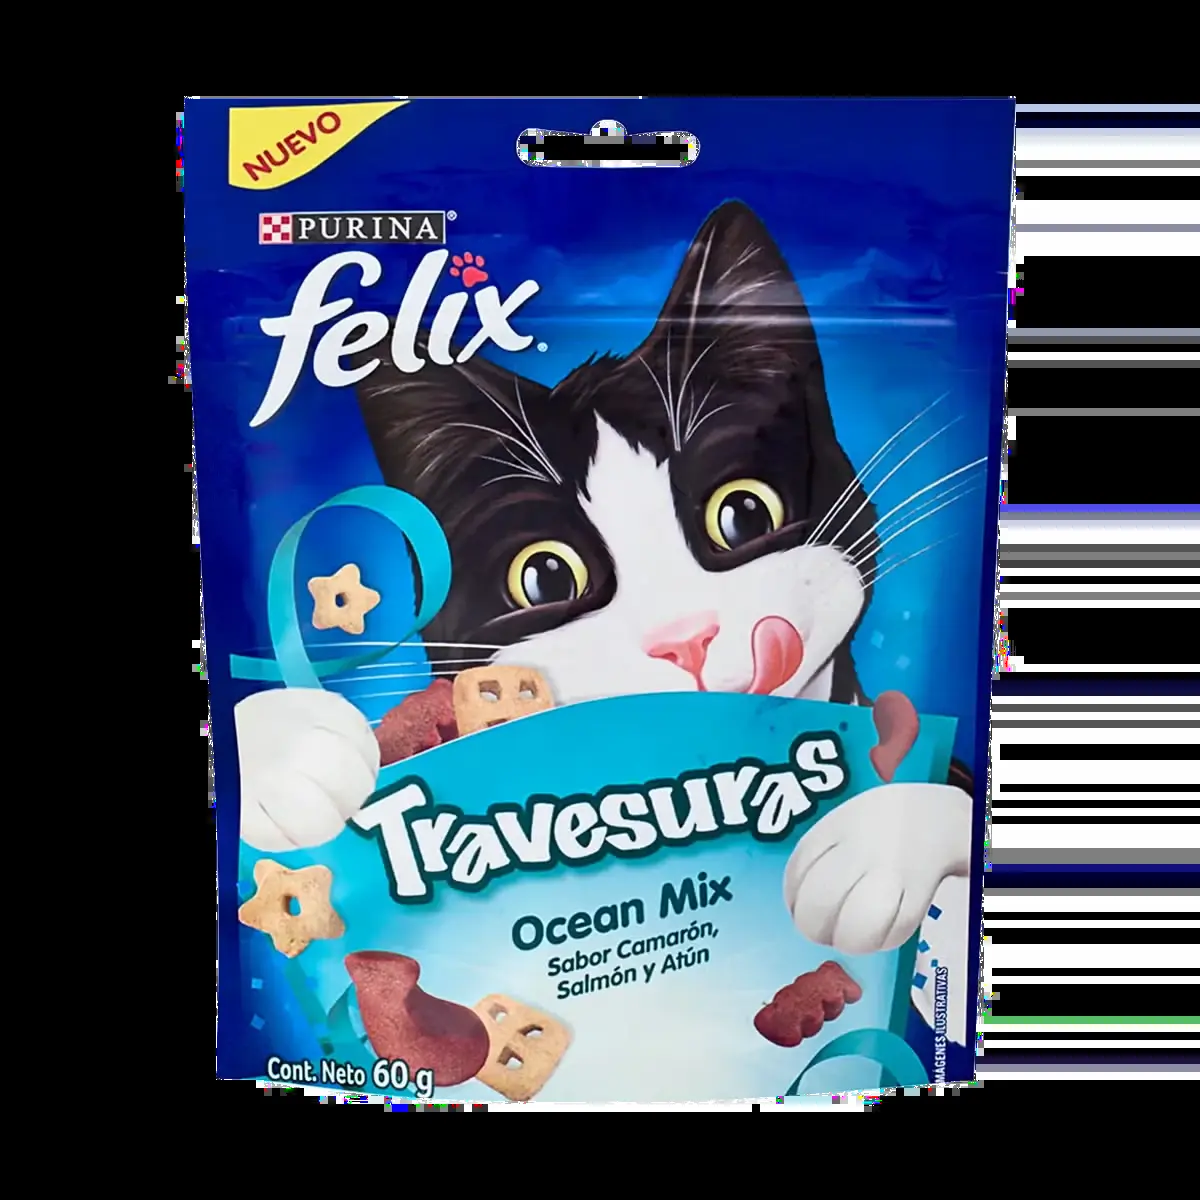 NUEVO
PURINA®
felix®
Travesuras
Ocean Mix
Sabor Camarón,
Salmón y Atún
Cont. Neto 60 g
IMÁGENES ILUSTRATIVAS